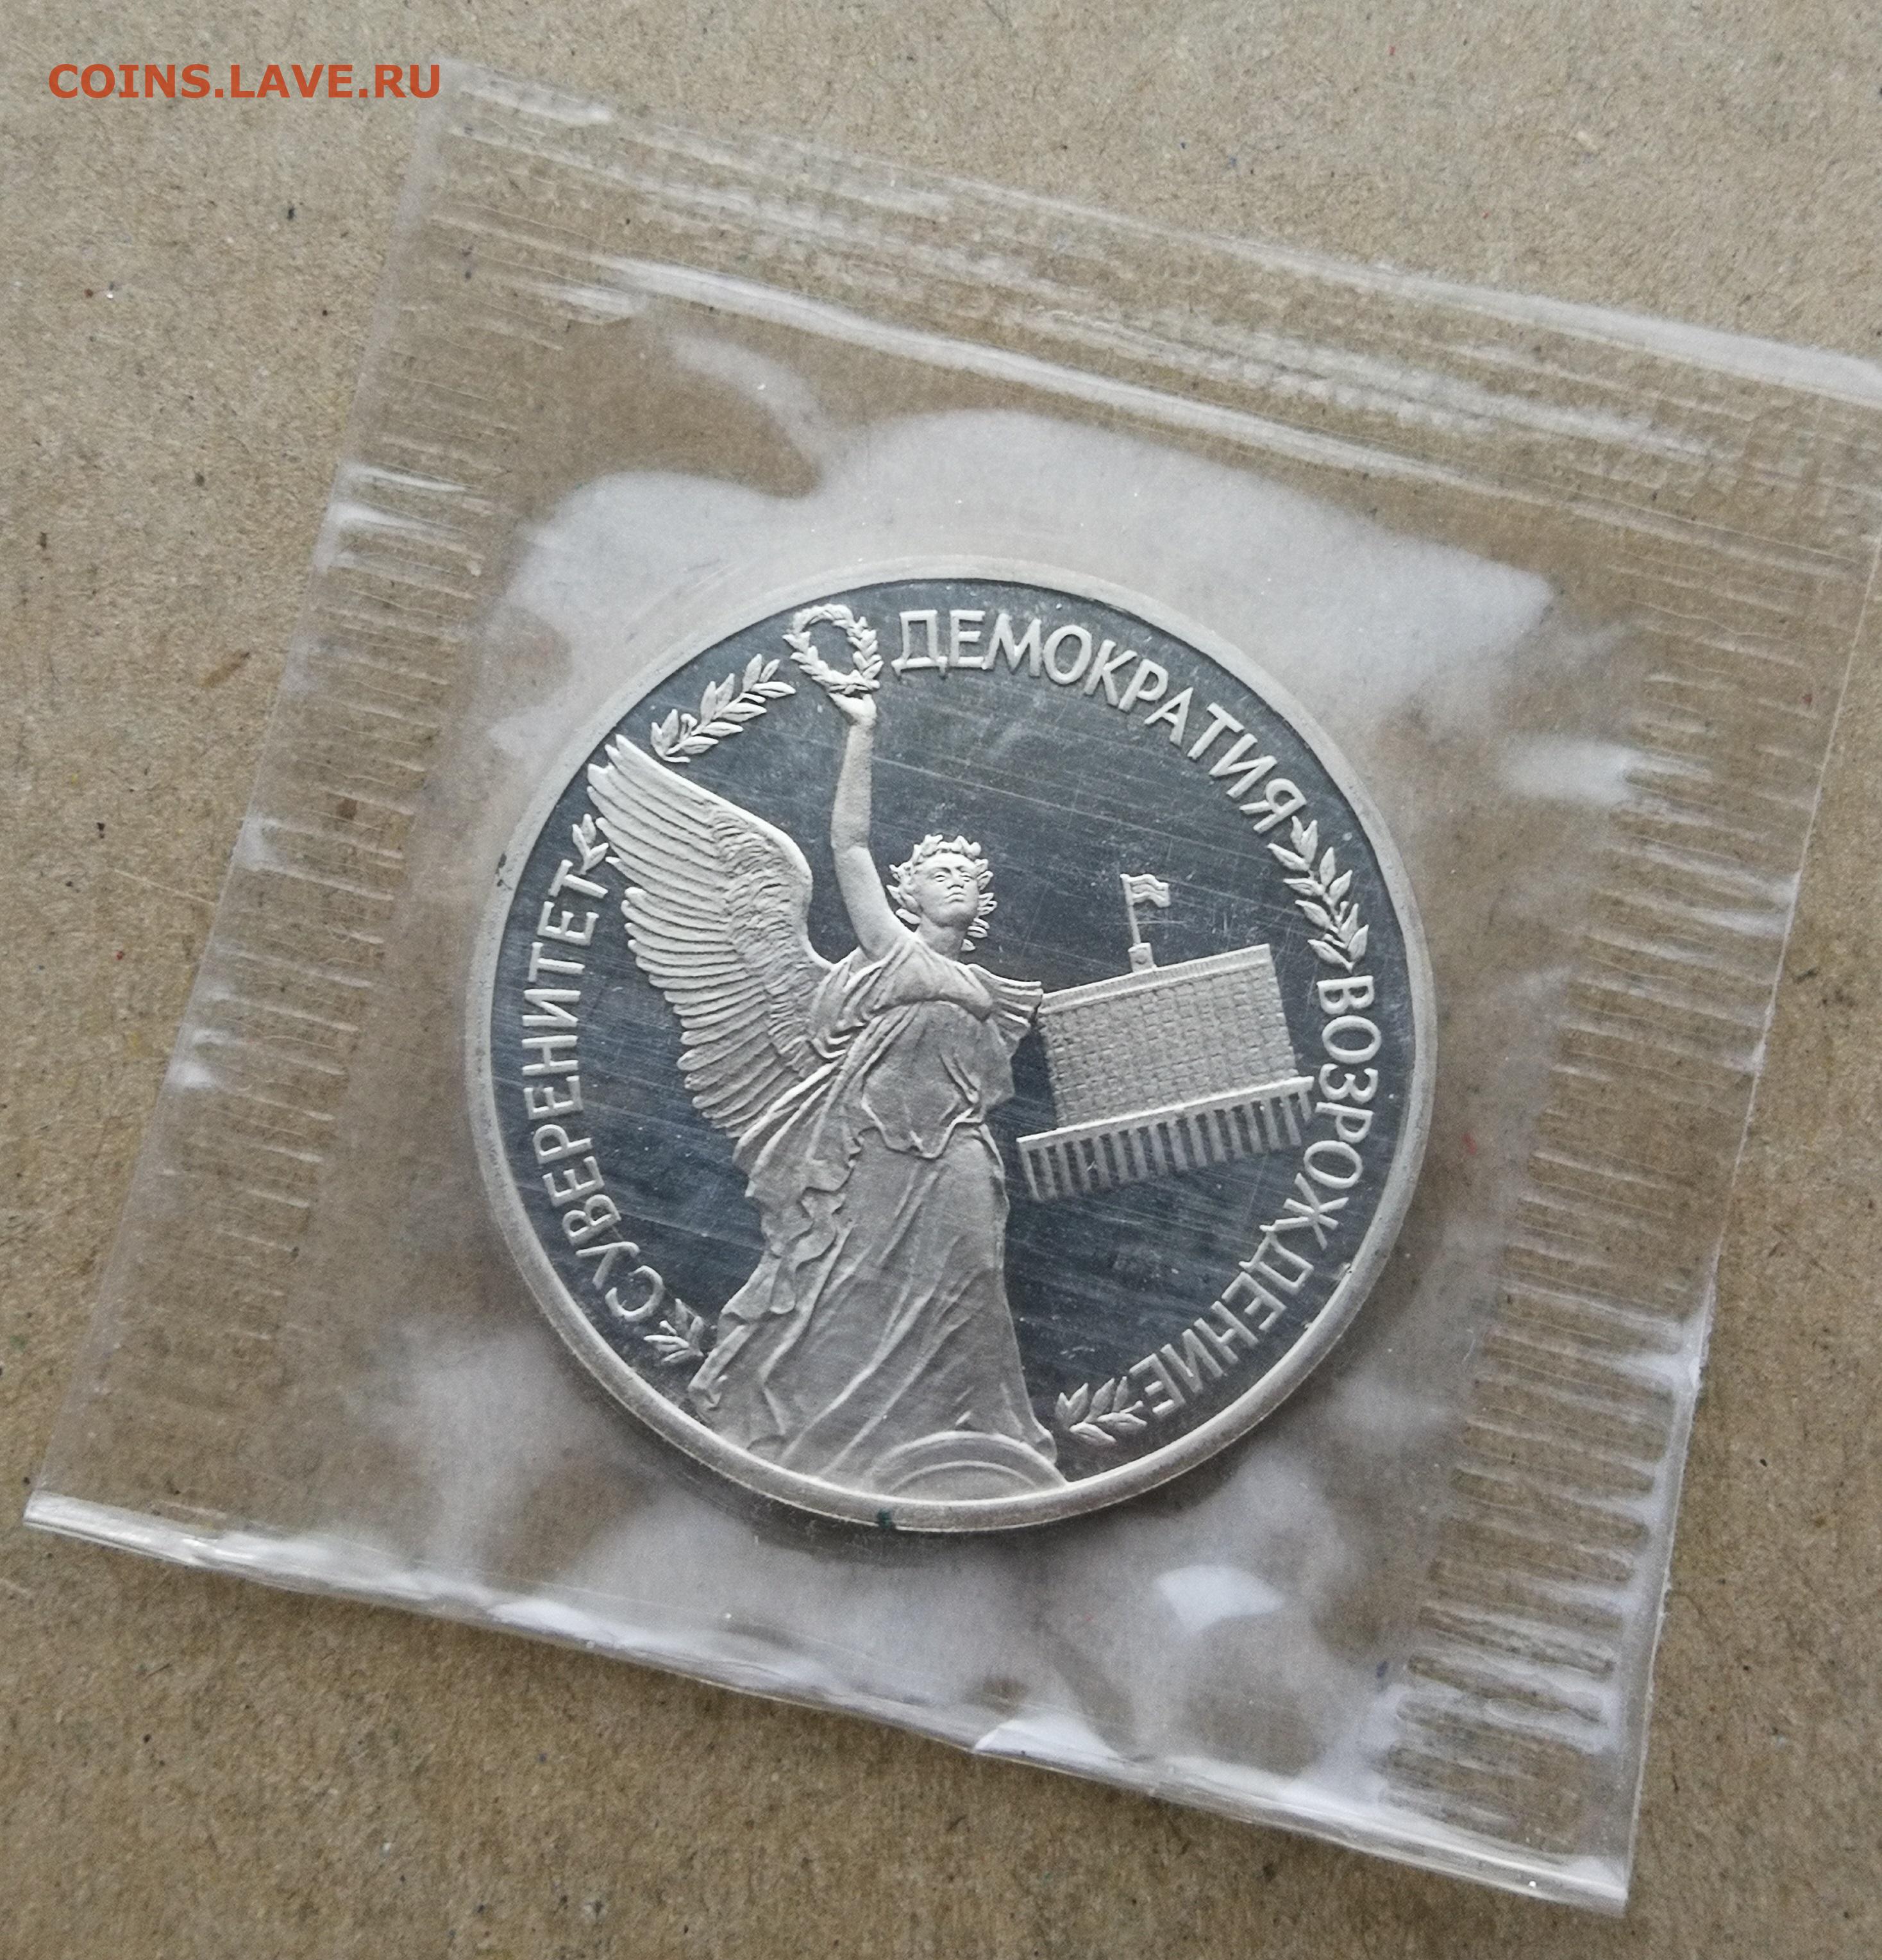 COINS.LAVE.RU
СУВЕРЕНИТЕТ
ДЕМОКРАТИЯ
ВОЗРОЖДЕНИЕ